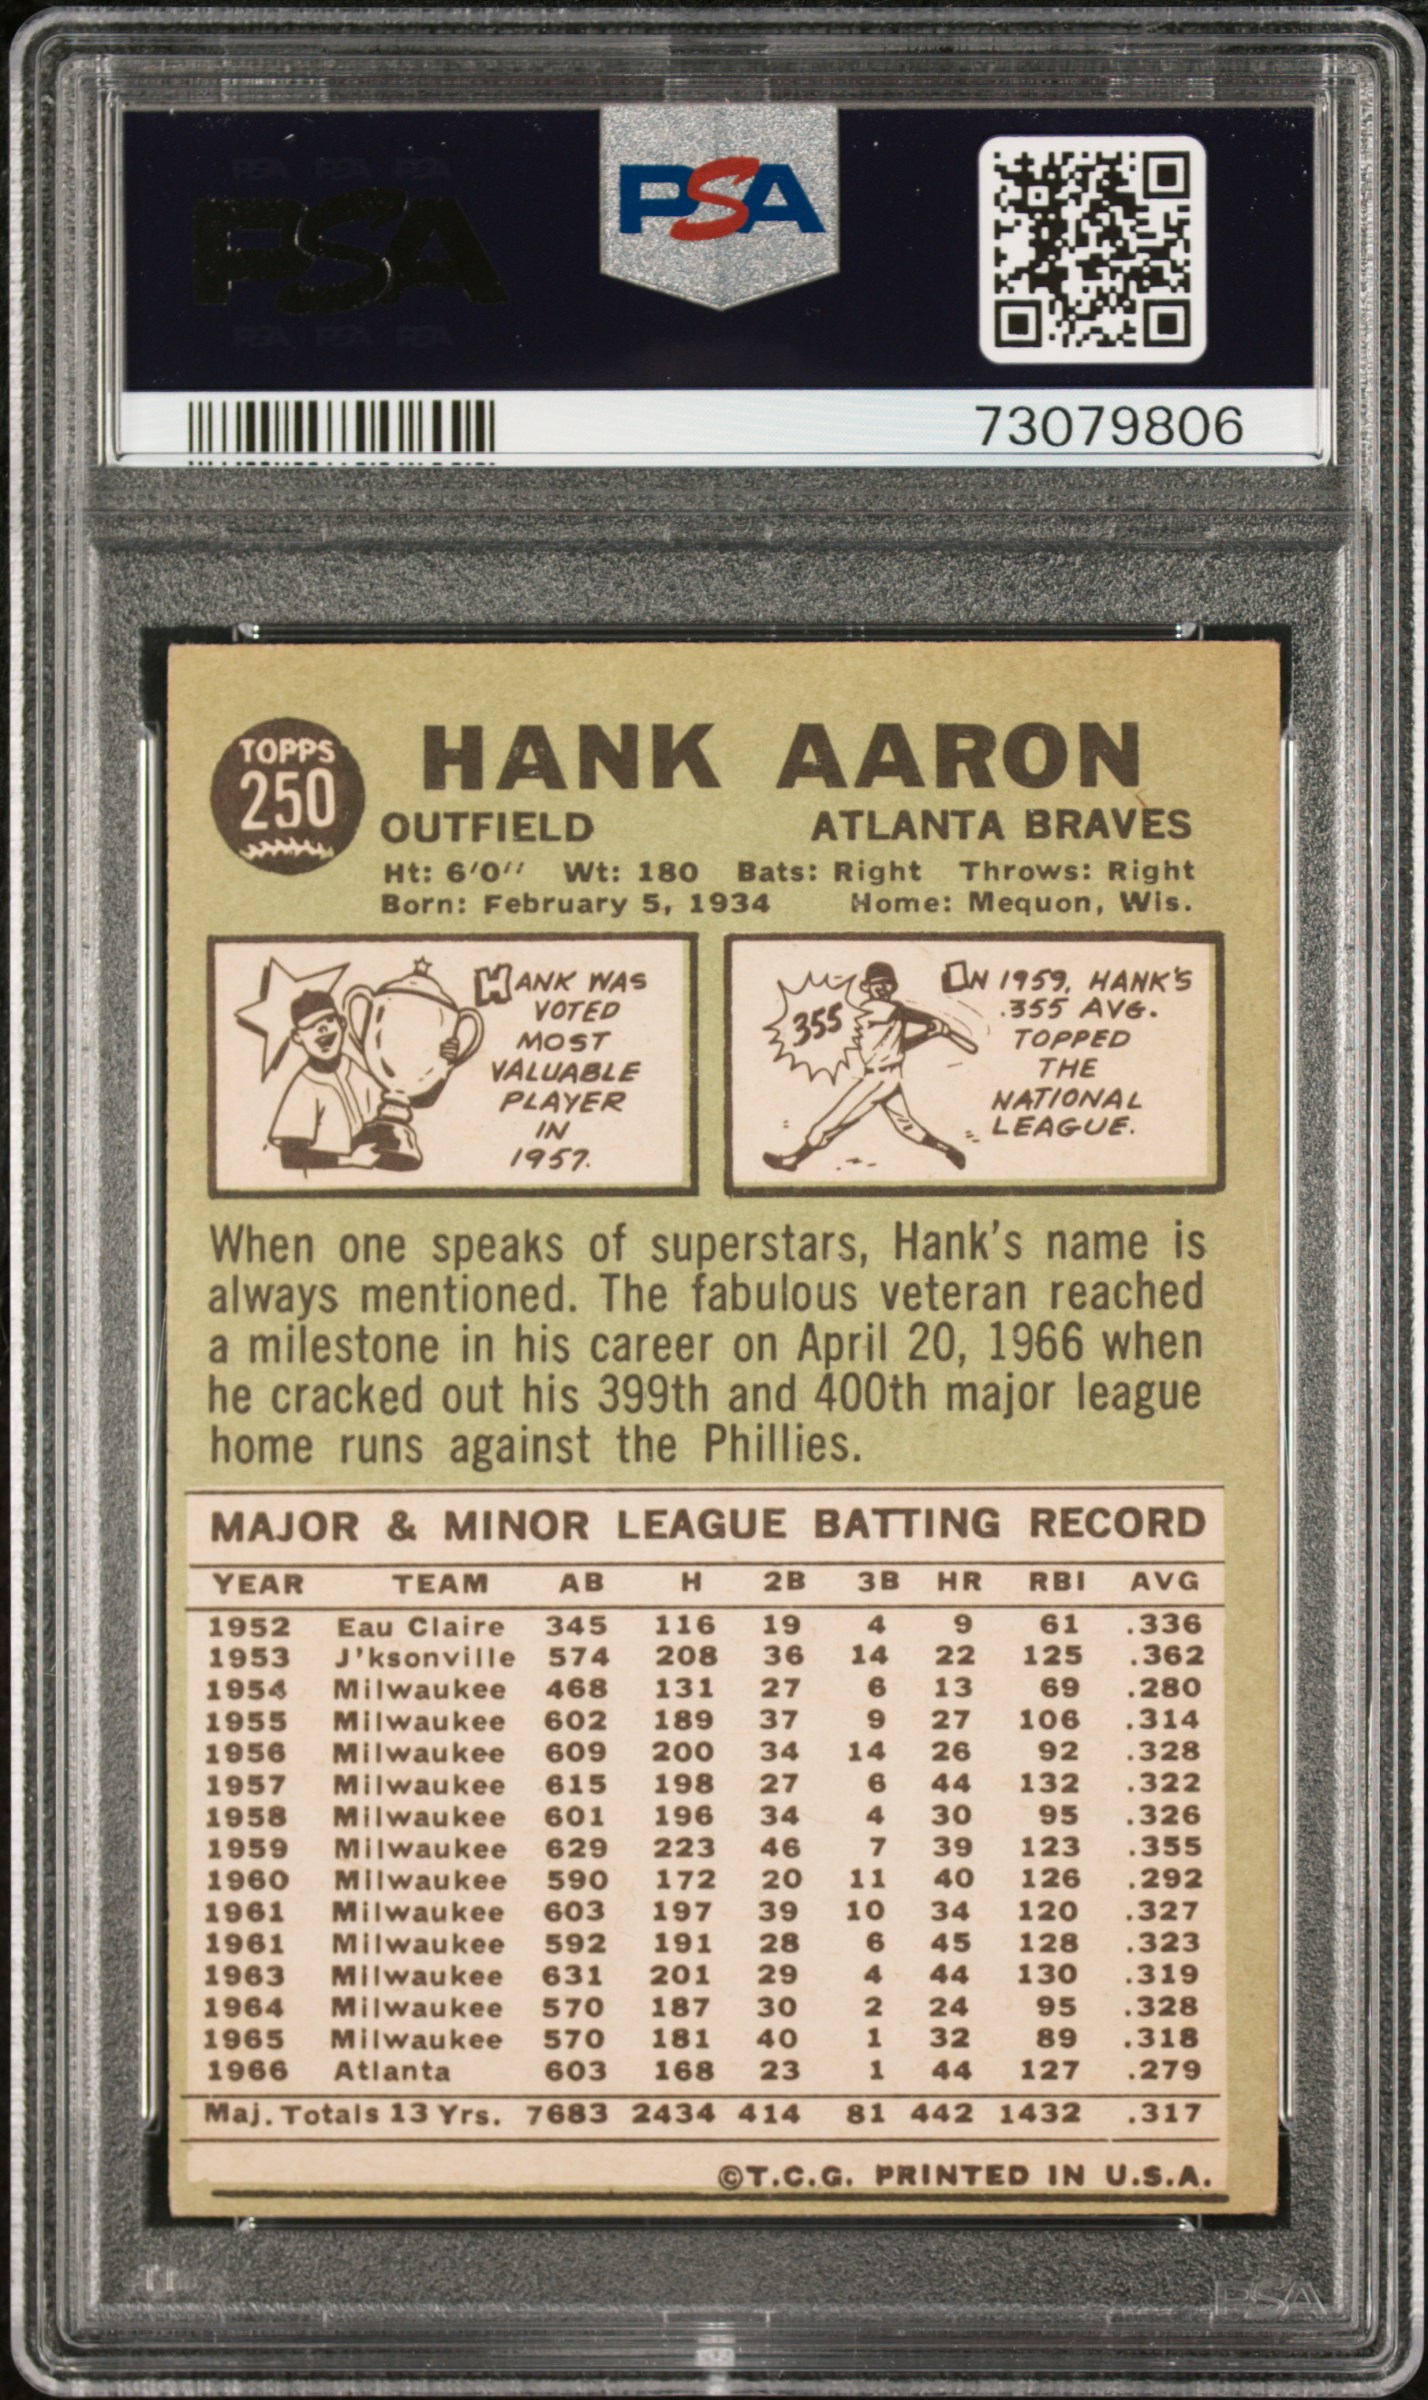 PSA PSA PSA
PSA
PSA PSA PSA
PSA
73079806
TOPPS
250
HANK AARON
OUTFIELD ATLANTA BRAVES
Ht: 6'0" Wt: 180 Bats: Right Throws: Right
Born: February 5, 1934 Home: Mequon, Wis.
HANK WAS
VOTED
MOST
VALUABLE
PLAYER
IN
1957.
355
IN 1959, HANK'S
.355 AVG.
TOPPED
THE
NATIONAL
LEAGUE.
When one speaks of superstars, Hank's name is
always mentioned. The fabulous veteran reached
a milestone in his career on April 20, 1966 when
he cracked out his 399th and 400th major league
home runs against the Phillies.
MAJOR & MINOR LEAGUE BATTING RECORD
YEAR TEAM AB H 2B 3B HR RBI AVG
1952 Eau Claire 345 116 19 4 9 61 .336
1953 J'ksonville 574 208 36 14 22 125 .362
1954 Milwaukee 468 131 27 6 13 69 .280
1955 Milwaukee 602 189 37 9 27 106 .314
1956 Milwaukee 609 200 34 14 26 92 .328
1957 Milwaukee 615 198 27 6 44 132 .322
1958 Milwaukee 601 196 34 4 30 95 .326
1959 Milwaukee 629 223 46 7 39 123 .355
1960 Milwaukee 590 172 20 11 40 126 .292
1961 Milwaukee 603 197 39 10 34 120 .327
1961 Milwaukee 592 191 28 6 45 128 .323
1963 Milwaukee 631 201 29 4 44 130 .319
1964 Milwaukee 570 187 30 2 24 95 .328
1965 Milwaukee 570 181 40 1 32 89 .318
1966 Atlanta 603 168 23 1 44 127 .279
Maj. Totals 13 Yrs. 7683 2434 414 81 442 1432 .317
©T.C.G. PRINTED IN U.S.A.
PSA